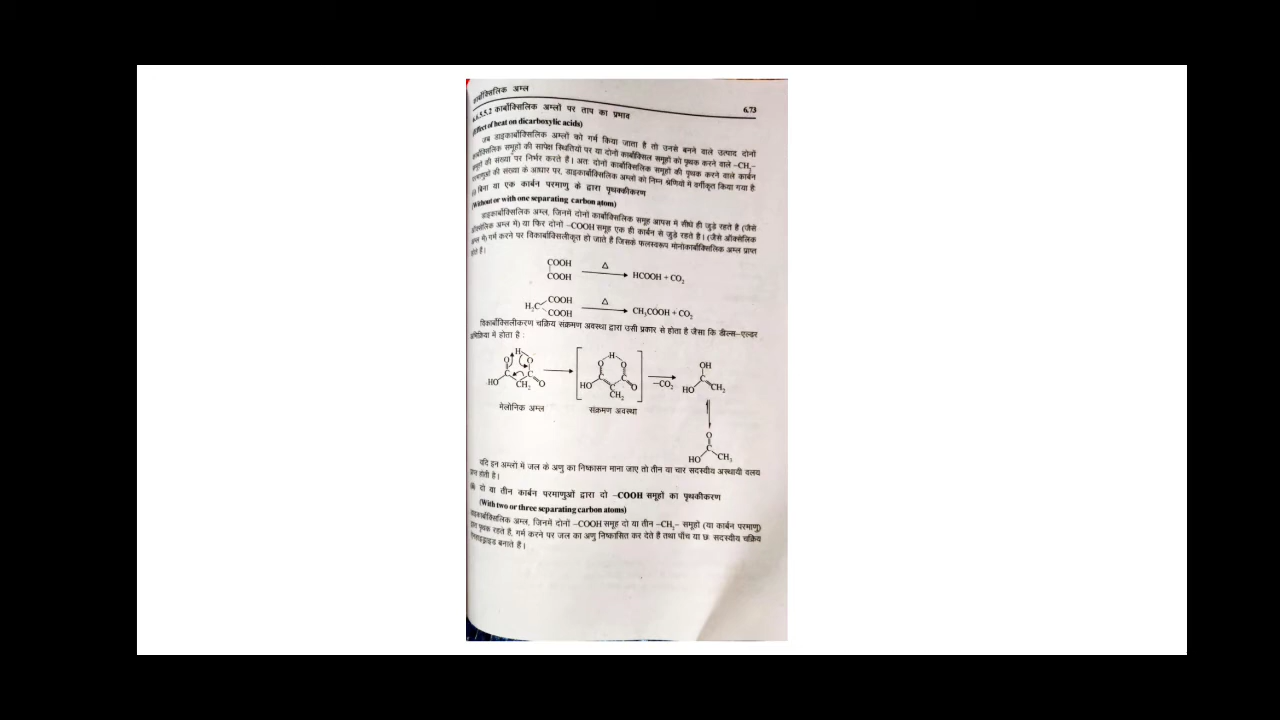 कार्बोक्सिलिक अम्ल
6.73
6.6.5.5.2 कार्बोक्सिलिक अम्लों पर ताप का प्रभाव
(Effect of heat on dicarboxylic acids)
जब डाइकार्बोक्सिलिक अम्लों को गर्म किया जाता है तो उनसे बनने वाले उत्पाद दोनों
कार्बोक्सिलिक समूहों की सापेक्ष स्थितियों पर या दोनों कार्बोक्सिल समूहों को पृथक करने वाले –CH₂–
समूहों की संख्या पर निर्भर करते हैं। अतः दोनों कार्बोक्सिलिक समूहों की पृथक करने वाले कार्बन
परमाणुओं की संख्या के आधार पर, डाइकार्बोक्सिलिक अम्लों को निम्न श्रेणियों में वर्गीकृत किया गया है
बिना या एक कार्बन परमाणु के द्वारा पृथक्कीकरण
(Without or with one separating carbon atom)
डाइकार्बोक्सिलिक अम्ल, जिनमें दोनों कार्बोक्सिलिक समूह आपस में सीधे ही जुड़े रहते है (जैसे
ऑक्सेलिक अम्ल में) या फिर दोनों –COOH समूह एक ही कार्बन से जुड़े रहते है। (जैसे ऑक्सेलिक
अम्ल में) गर्म करने पर विकार्बोक्सिलीकृत हो जाते है जिसके फलस्वरूप मोनोकार्बोक्सिलिक अम्ल प्राप्त
होते है।
COOH
COOH
Δ
HCOOH + CO₂
H₂C
COOH
COOH
Δ
CH₃COOH + CO₂
विकार्बोक्सिलीकरण चक्रिय संक्रमण अवस्था द्वारा उसी प्रकार से होता है जैसा कि डील्स–एल्डर
अभिक्रिया में होता है :
H
O O
C C
HO CH₂ O
H
O O
C C
HO CH₂ O
–CO₂
OH
C
HO CH₂
मेलोनिक अम्ल
संक्रमण अवस्था
O
C
HO CH₃
यदि इन अम्लों में जल के अणु का निष्कासन माना जाए तो तीन या चार सदस्यीय अस्थायी वलय
प्राप्त होती है।
दो या तीन कार्बन परमाणुओं द्वारा दो –COOH समूहों का पृथकीकरण
(With two or three separating carbon atoms)
डाइकार्बोक्सिलिक अम्ल, जिनमें दोनों –COOH समूह दो या तीन –CH₂– समूहों (या कार्बन परमाणु)
द्वारा पृथक रहते है, गर्म करने पर जल का अणु निष्कासित कर देते है तथा पाँच या छः सदस्यीय चक्रिय
ऐनहाइड्राइड बनाते है।